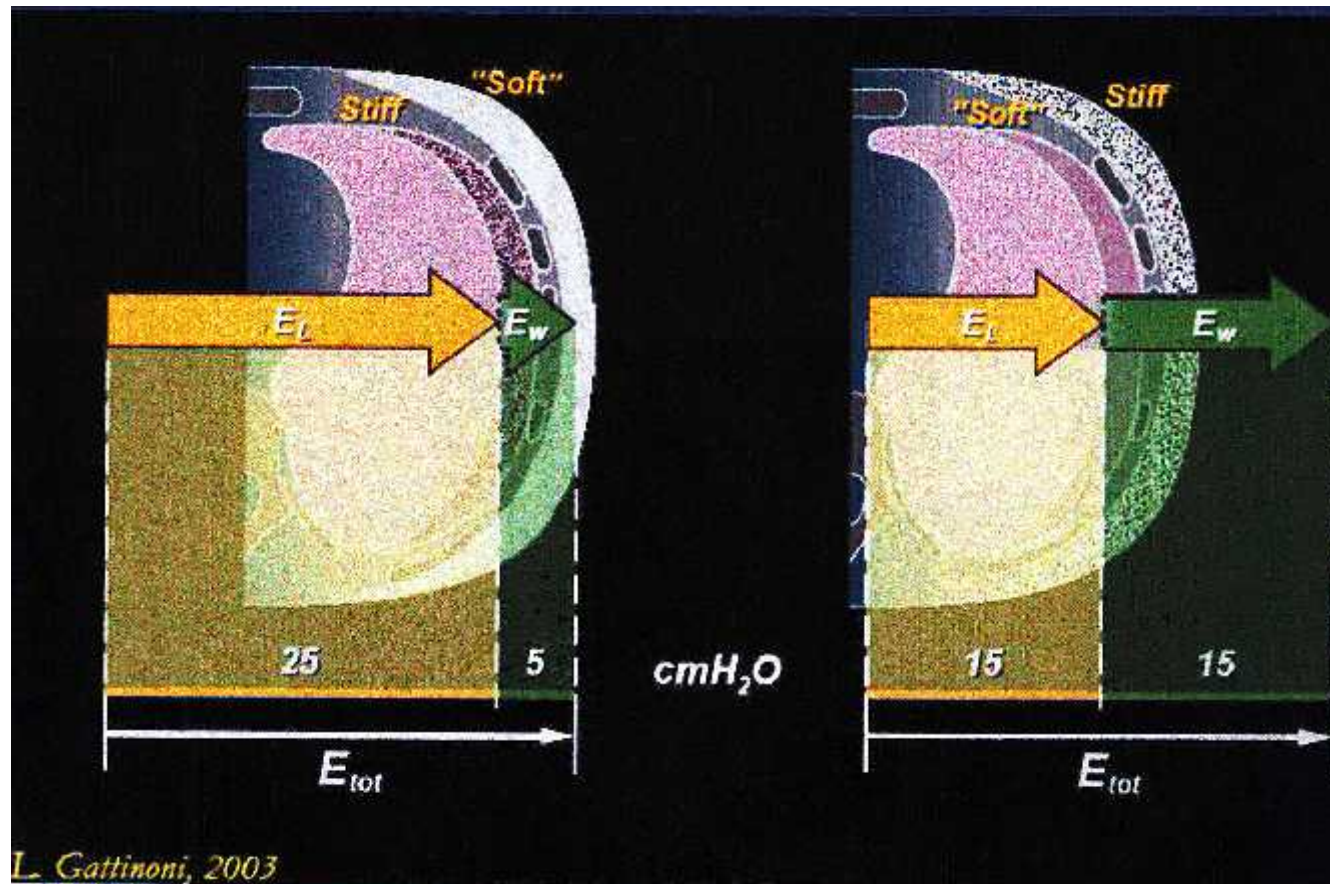 "Soft"
Stiff
E_L
E_w
25
5
E_tot
cmH₂O
Stiff
"Soft"
E_L
E_w
15
15
E_tot
L. Gattinoni, 2003